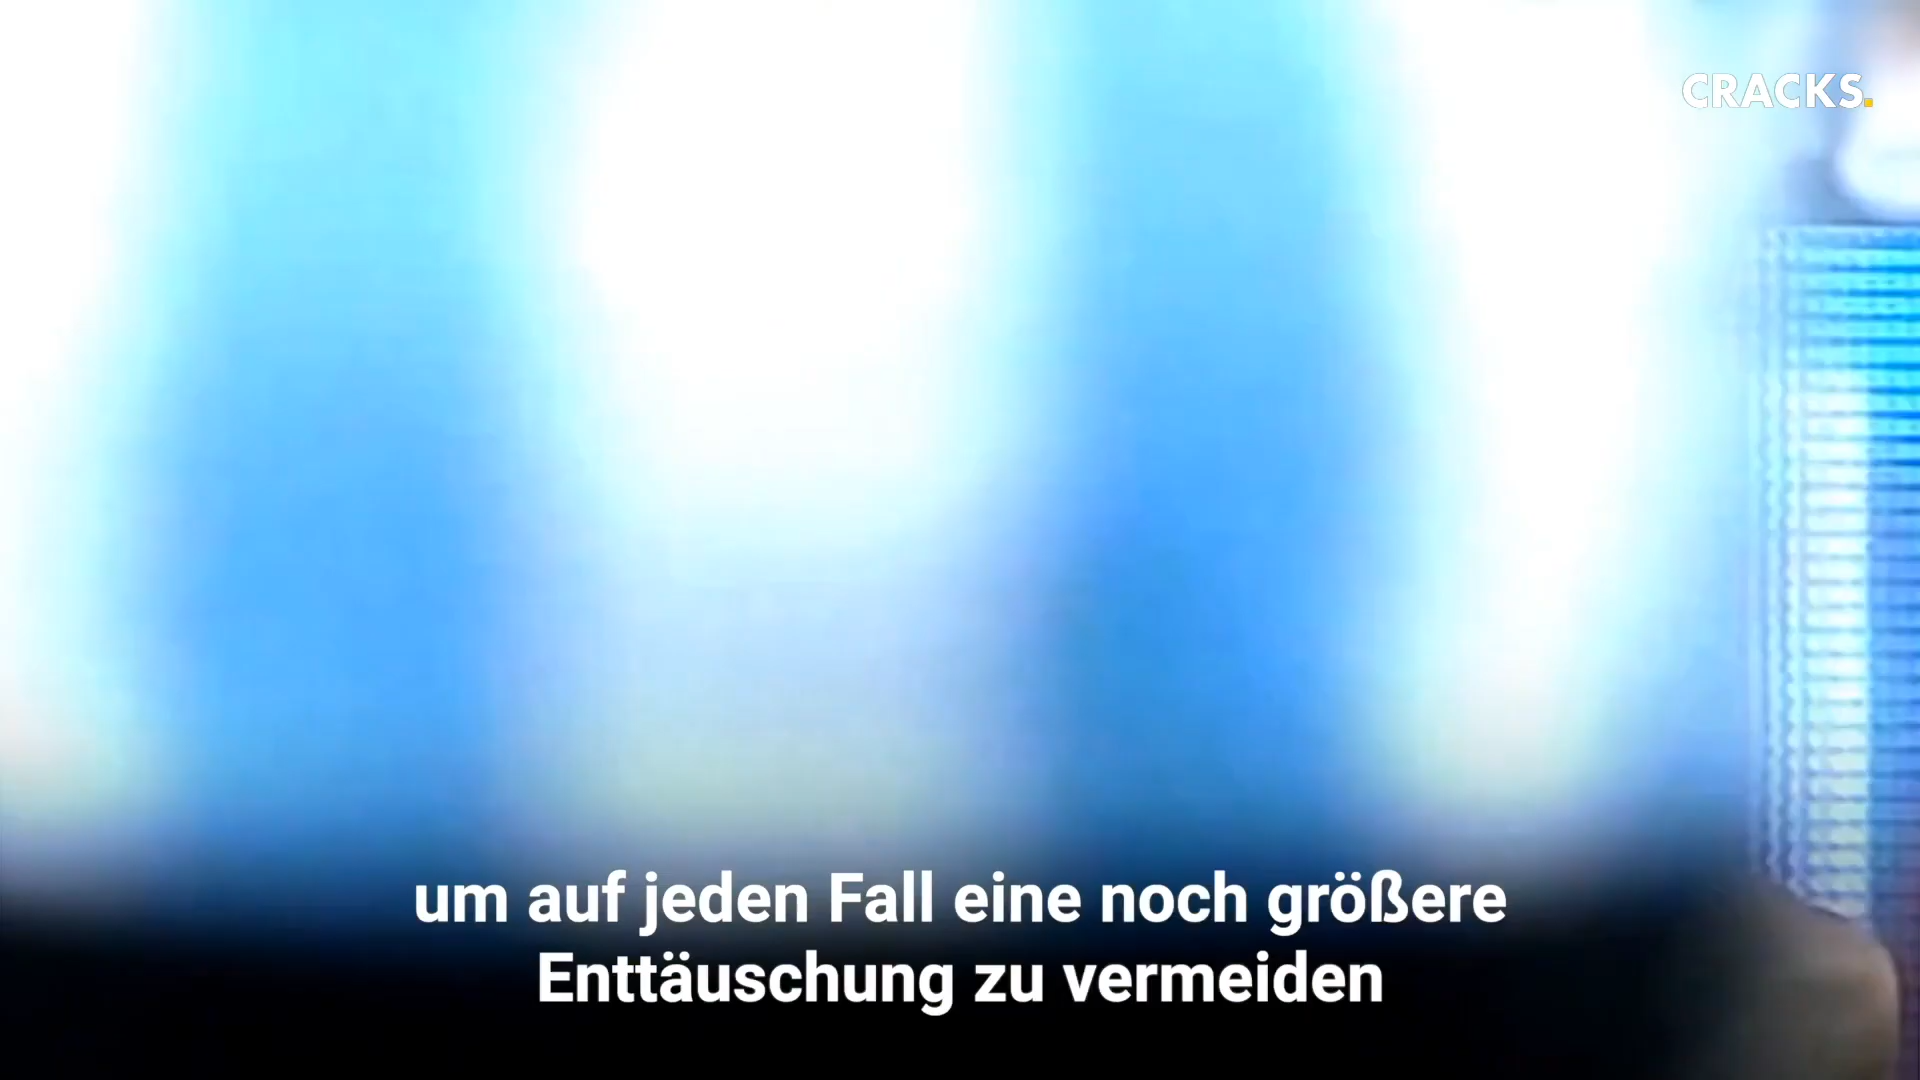 CRACKS.
um auf jeden Fall eine noch größere
Enttäuschung zu vermeiden